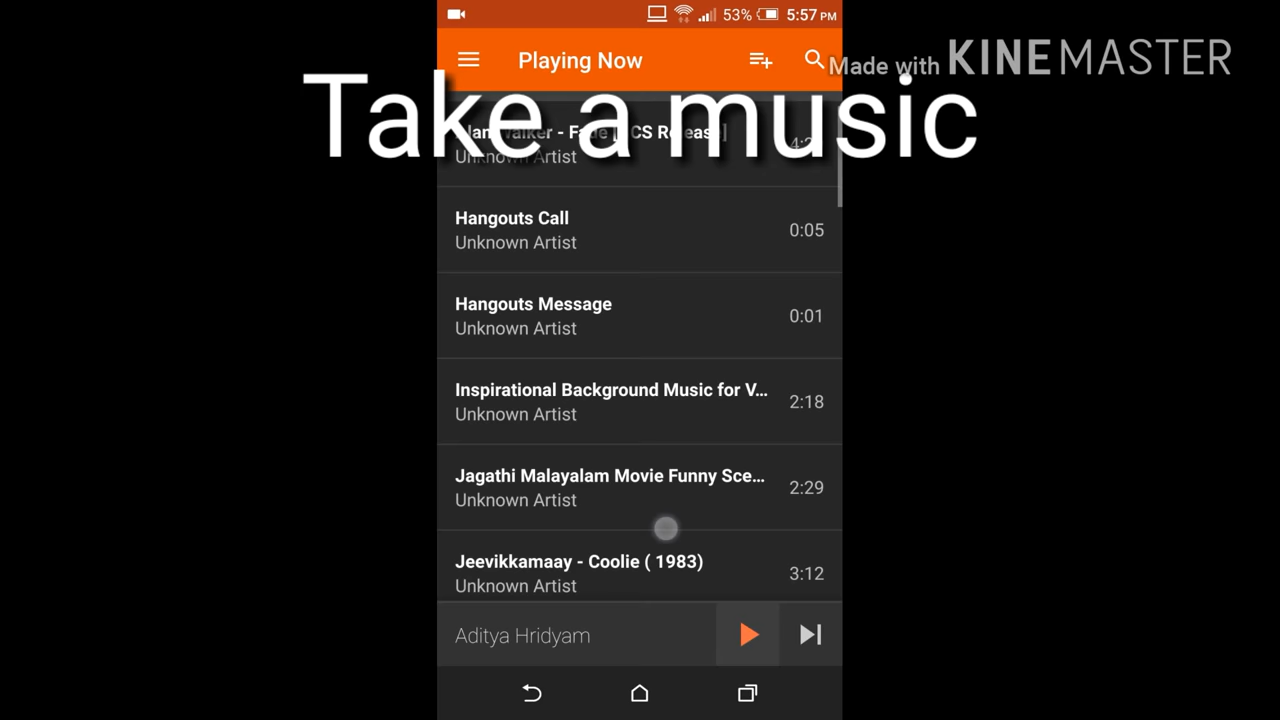 53% 5:57 PM
Playing Now
Made with KINEMASTER
Take a music
Unknown Artist
Hangouts Call
0:05
Unknown Artist
Hangouts Message
0:01
Unknown Artist
Inspirational Background Music for V...
2:18
Unknown Artist
Jagathi Malayalam Movie Funny Sce...
2:29
Unknown Artist
Jeevikkamaay - Coolie ( 1983)
3:12
Unknown Artist
Aditya Hridyam